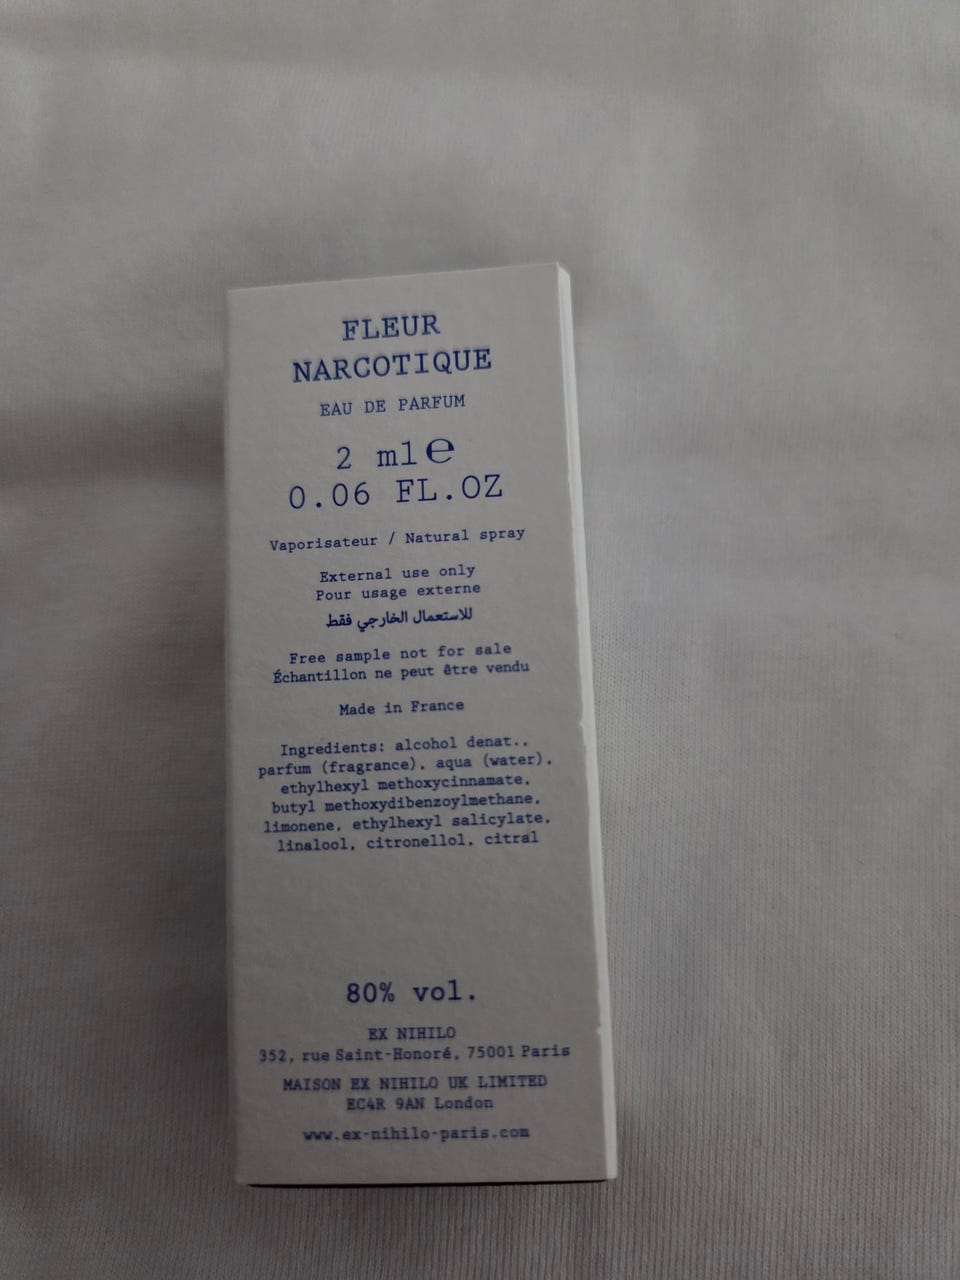 FLEUR
NARCOTIQUE
EAU DE PARFUM
2 ml ℮
0.06 FL.OZ
Vaporisateur / Natural spray
External use only
Pour usage externe
للاستعمال الخارجي فقط
Free sample not for sale
Échantillon ne peut être vendu
Made in France
Ingredients: alcohol denat..
parfum (fragrance), aqua (water),
ethylhexyl methoxycinnamate,
butyl methoxydibenzoylmethane,
limonene, ethylhexyl salicylate,
linalool, citronellol, citral
80% vol.
EX NIHILO
352, rue Saint-Honoré, 75001 Paris
MAISON EX NIHILO UK LIMITED
EC4R 9AN London
www.ex-nihilo-paris.com